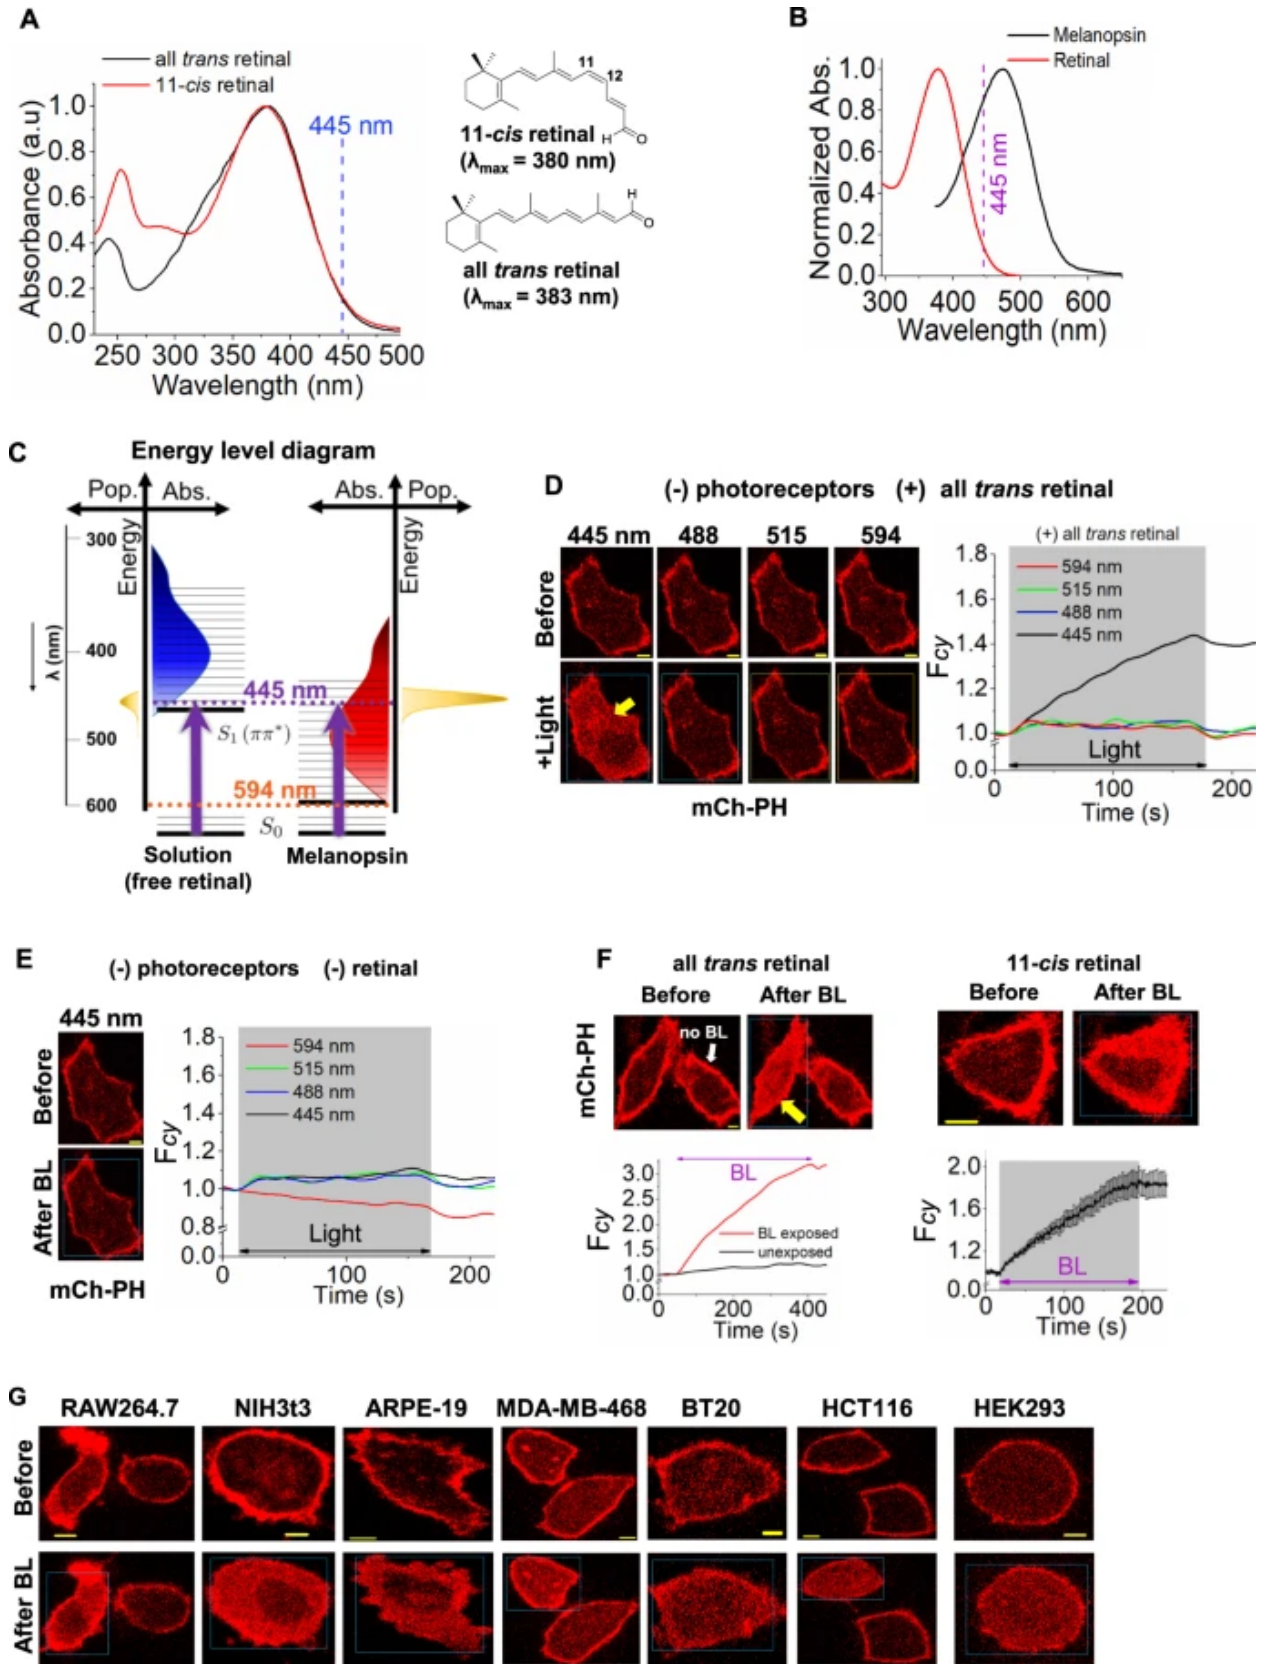 A
all trans retinal
11-cis retinal
Absorbance (a.u)
1.0
0.8
0.6
0.4
0.2
0.0
445 nm
250 300 350 400 450 500
Wavelength (nm)
11
12
H O
11-cis retinal
(λmax = 380 nm)
H
O
all trans retinal
(λmax = 383 nm)
B
Melanopsin
Retinal
Normalized Abs.
1.0
0.8
0.6
0.4
0.2
0.0
445 nm
300 400 500 600
Wavelength (nm)
C
Energy level diagram
Pop. Abs. Abs. Pop.
Energy
Energy
λ (nm)
300
400
500
600
445 nm
S1 (ππ*)
594 nm
S0
Solution
(free retinal)
Melanopsin
D
(-) photoreceptors (+) all trans retinal
445 nm 488 515 594
Before
+Light
mCh-PH
(+) all trans retinal
594 nm
515 nm
488 nm
445 nm
Fcy
1.8
1.6
1.4
1.2
1.0
0.0
Light
0 100 200
Time (s)
E
(-) photoreceptors (-) retinal
445 nm
Before
After BL
mCh-PH
594 nm
515 nm
488 nm
445 nm
Fcy
1.8
1.6
1.4
1.2
1.0
0.8
0.0
Light
0 100 200
Time (s)
F
all trans retinal
Before After BL
mCh-PH
no BL
BL
Fcy
3.0
2.5
2.0
1.5
1.0
0.0
BL exposed
unexposed
0 200 400
Time (s)
11-cis retinal
Before After BL
Fcy
2.0
1.6
1.2
0.0
BL
0 100 200
Time (s)
G
RAW264.7 NIH3t3 ARPE-19 MDA-MB-468 BT20 HCT116 HEK293
Before
After BL